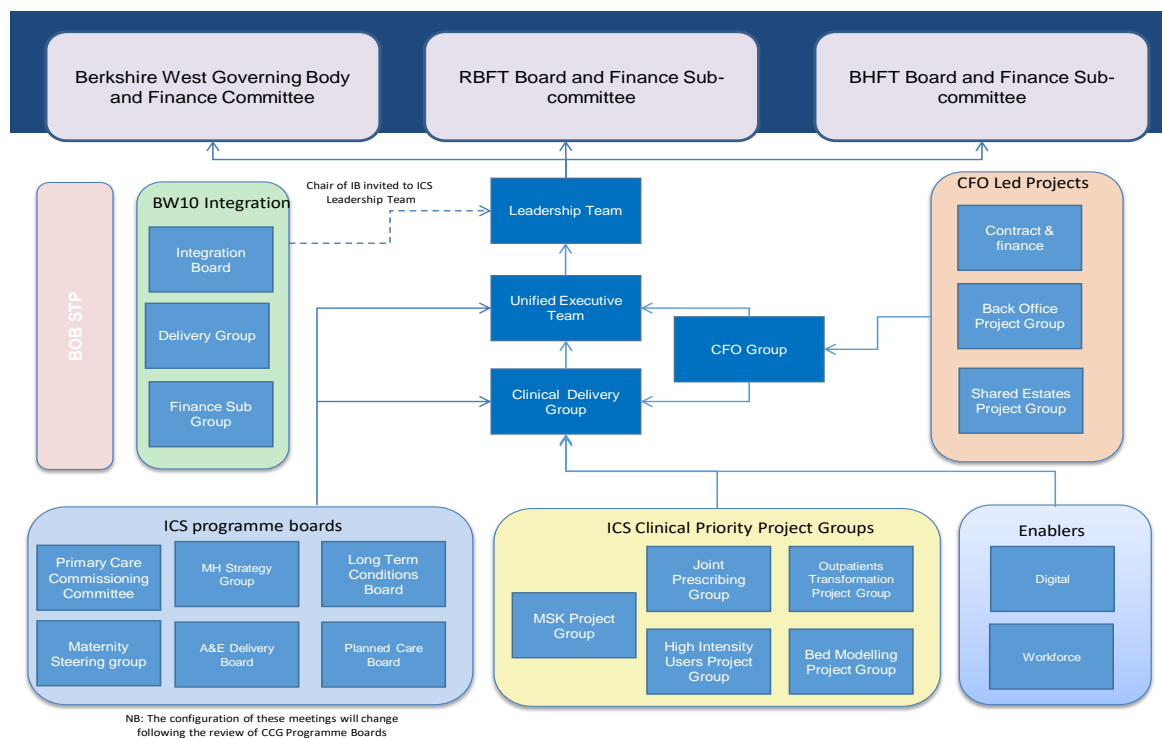 Berkshire West Governing Body
and Finance Committee
RBFT Board and Finance Sub-
committee
BHFT Board and Finance Sub-
committee
BOB STP
BW10 Integration
Integration
Board
Delivery Group
Finance Sub
Group
Chair of IB invited to ICS
Leadership Team
Leadership Team
Unified Executive
Team
CFO Group
Clinical Delivery
Group
CFO Led Projects
Contract &
finance
Back Office
Project Group
Shared Estates
Project Group
ICS programme boards
Primary Care
Commissioning
Committee
MH Strategy
Group
Long Term
Conditions
Board
Maternity
Steering group
A&E Delivery
Board
Planned Care
Board
NB: The configuration of these meetings will change
following the review of CCG Programme Boards
ICS Clinical Priority Project Groups
MSK Project
Group
Joint
Prescribing
Group
Outpatients
Transformation
Project Group
High Intensity
Users Project
Group
Bed Modelling
Project Group
Enablers
Digital
Workforce